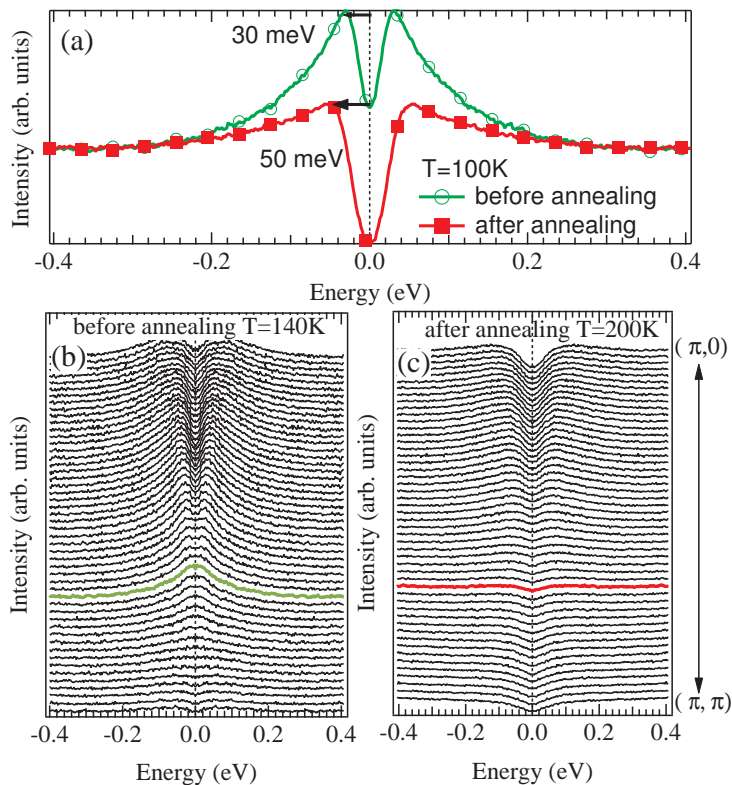 (a)
30 meV
50 meV
T=100K
before annealing
after annealing
Intensity (arb. units)
-0.4
-0.2
0.0
0.2
0.4
Energy (eV)
(b)
before annealing T=140K
Intensity (arb. units)
-0.4
-0.2
0.0
0.2
0.4
Energy (eV)
(c)
after annealing T=200K
Intensity (arb. units)
-0.4
-0.2
0.0
0.2
0.4
Energy (eV)
( π,0)
( π, π)